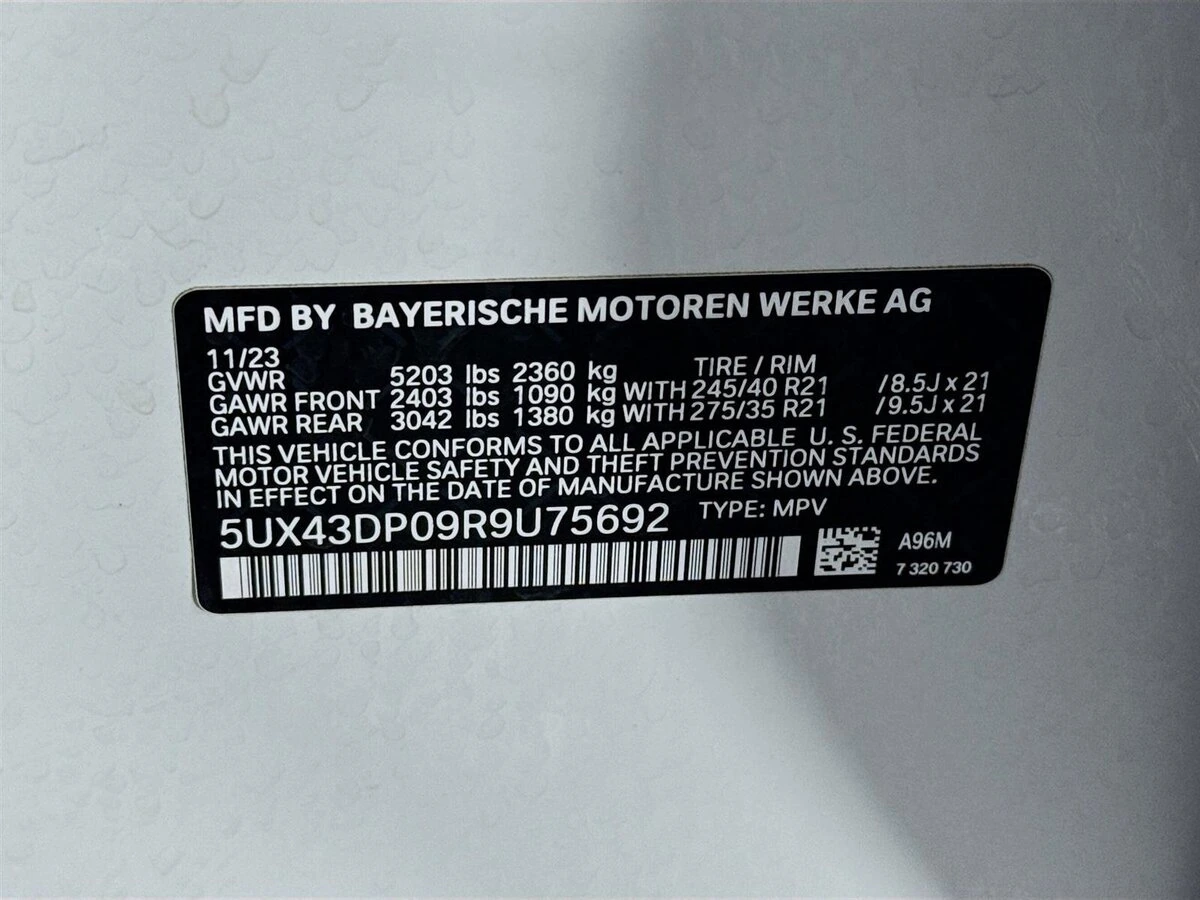 MFD BY BAYERISCHE MOTOREN WERKE AG
11/23 TIRE / RIM
GVWR 5203 lbs 2360 kg
GAWR FRONT 2403 lbs 1090 kg WITH 245/40 R21 /8.5J x 21
GAWR REAR 3042 lbs 1380 kg WITH 275/35 R21 /9.5J x 21
THIS VEHICLE CONFORMS TO ALL APPLICABLE U. S. FEDERAL
MOTOR VEHICLE SAFETY AND THEFT PREVENTION STANDARDS
IN EFFECT ON THE DATE OF MANUFACTURE SHOWN ABOVE.
5UX43DP09R9U75692 TYPE: MPV
A96M
7 320 730